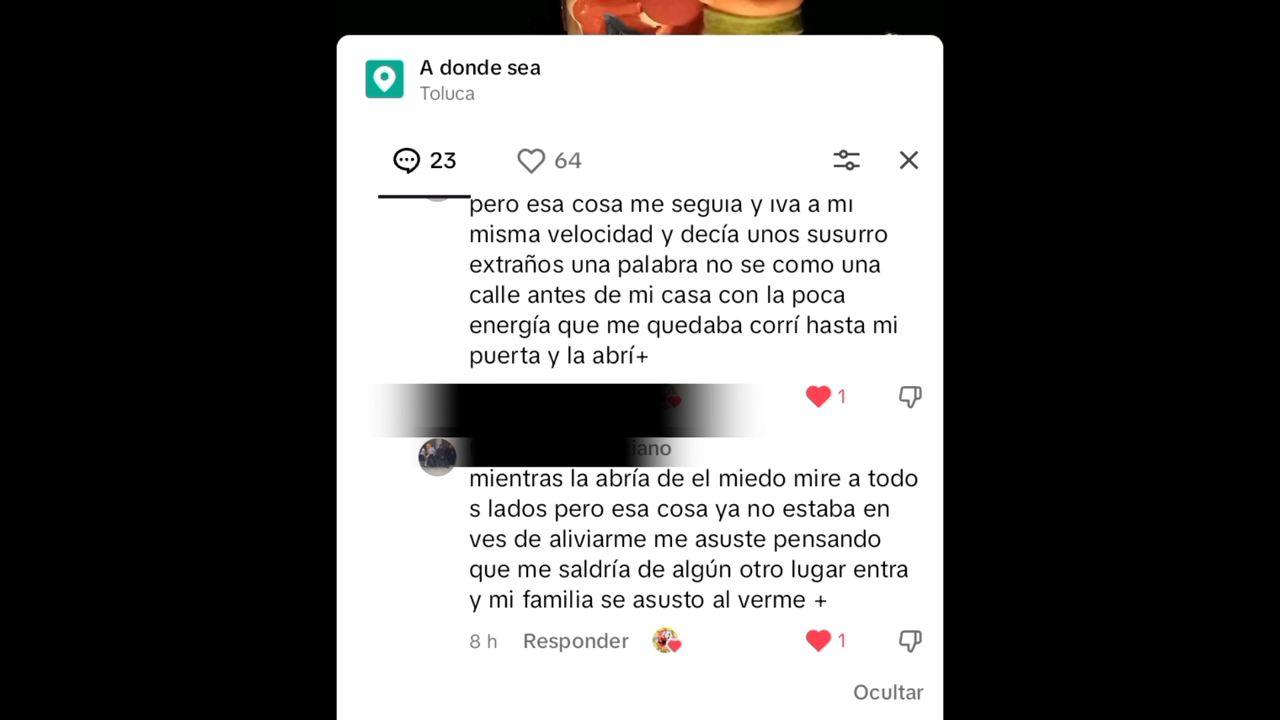 A donde sea
Toluca
23
64
pero esa cosa me seguía y iva a mi
misma velocidad y decía unos susurro
extraños una palabra no se como una
calle antes de mi casa con la poca
energía que me quedaba corrí hasta mi
puerta y la abrí+
1
iano
mientras la abría de el miedo mire a todo
s lados pero esa cosa ya no estaba en
ves de aliviarme me asuste pensando
que me saldría de algún otro lugar entra
y mi familia se asusto al verme +
8 h Responder
1
Ocultar